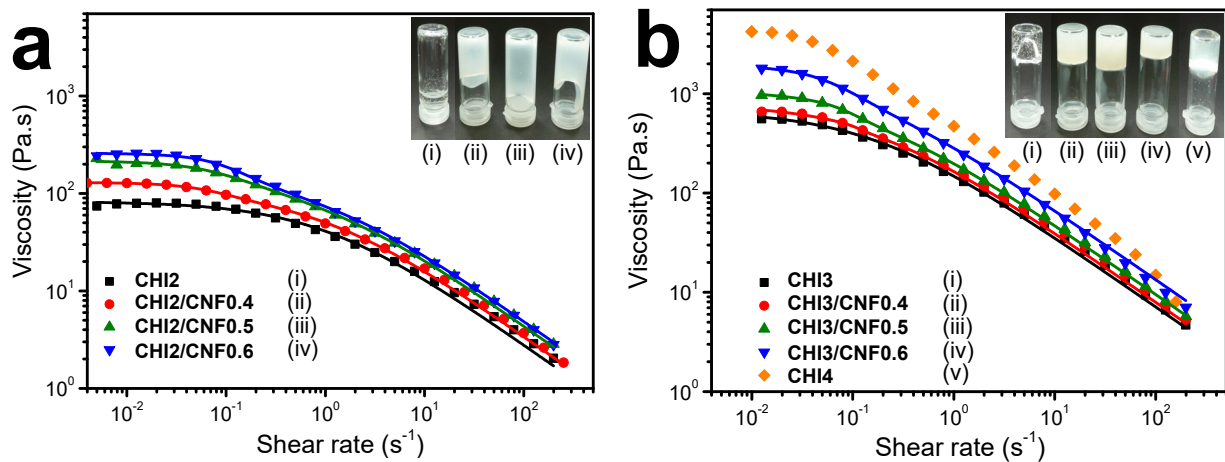 a
Viscosity (Pa.s)
10³
10²
10¹
10⁰
(i) (ii) (iii) (iv)
CHI2 (i)
CHI2/CNF0.4 (ii)
CHI2/CNF0.5 (iii)
CHI2/CNF0.6 (iv)
10⁻² 10⁻¹ 10⁰ 10¹ 10²
Shear rate (s⁻¹)
b
Viscosity (Pa.s)
10³
10²
10¹
10⁰
(i) (ii) (iii) (iv) (v)
CHI3 (i)
CHI3/CNF0.4 (ii)
CHI3/CNF0.5 (iii)
CHI3/CNF0.6 (iv)
CHI4 (v)
10⁻² 10⁻¹ 10⁰ 10¹ 10²
Shear rate (s⁻¹)